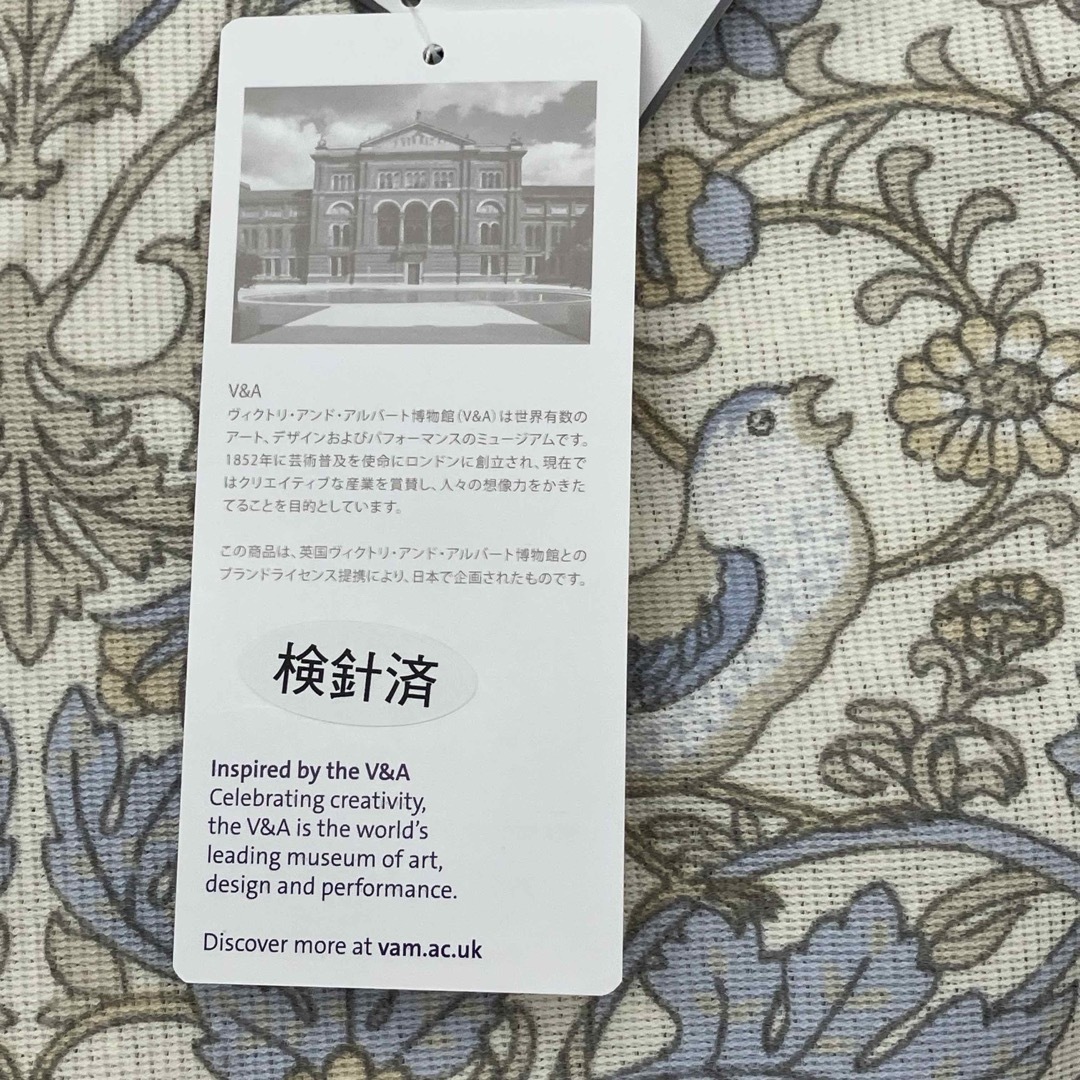 V&A
ヴィクトリ・アンド・アルバート博物館(V&A)は世界有数の
アート、デザインおよびパフォーマンスのミュージアムです。
1852年に芸術普及を使命にロンドンに創立され、現在で
はクリエイティブな産業を賞賛し、人々の想像力をかきた
てることを目的としています。
この商品は、英国ヴィクトリ・アンド・アルバート博物館との
ブランドライセンス提携により、日本で企画されたものです。
検針済
Inspired by the V&A
Celebrating creativity,
the V&A is the world's
leading museum of art,
design and performance.
Discover more at vam.ac.uk